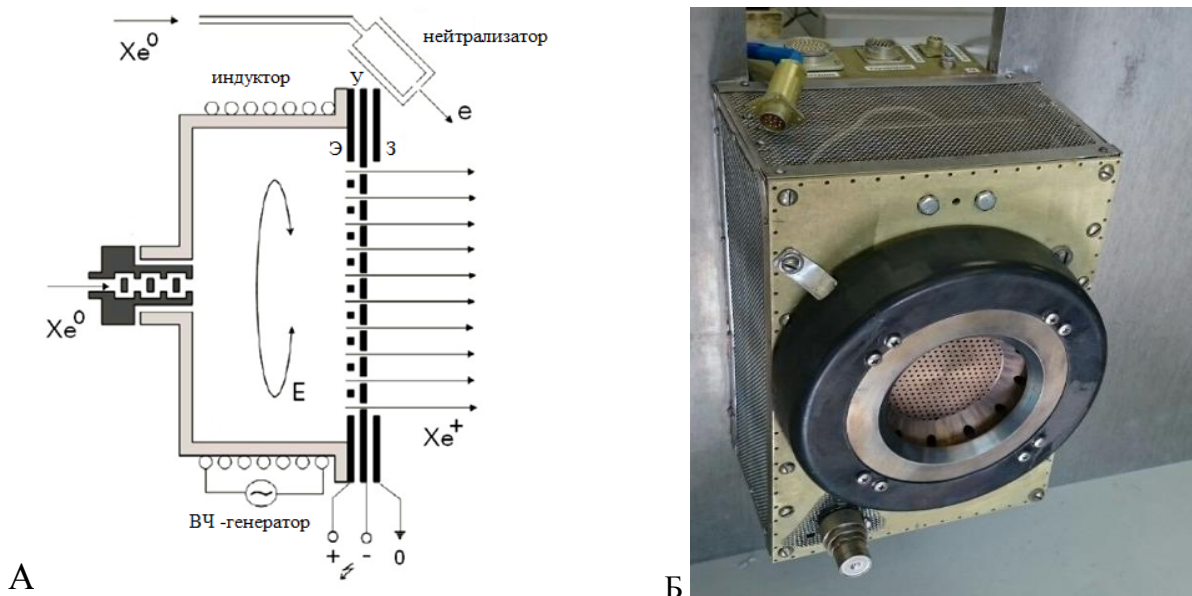 Xe⁰
нейтрализатор
индуктор
У
e
Э
З
Xe⁰
E
Xe⁺
ВЧ -генератор
+
-
0
А
Б